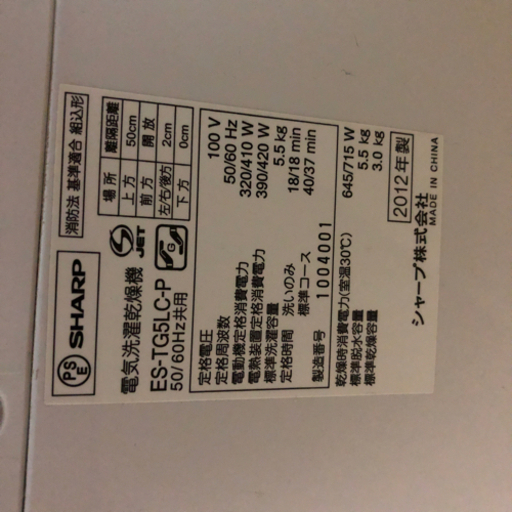 PS E SHARP
消防法 基準適合 組込形
電気洗濯乾燥機
ES-TG5LC-P
50/60Hz共用
JET
場所 離隔距離
上方 50cm
前方 開放
左右/後方 2cm
下方 0cm
定格電圧 100 V
定格周波数 50/60 Hz
電動機定格消費電力 320/410 W
電熱装置定格消費電力 390/420 W
標準洗濯容量 5.5 kg
定格時間 洗いのみ 18/18 min
標準コース 40/37 min
製造番号 1004001
乾燥時消費電力(室温30℃) 645/715 W
標準脱水容量 5.5 kg
標準乾燥容量 3.0 kg
2012年製
シャープ株式会社
MADE IN CHINA